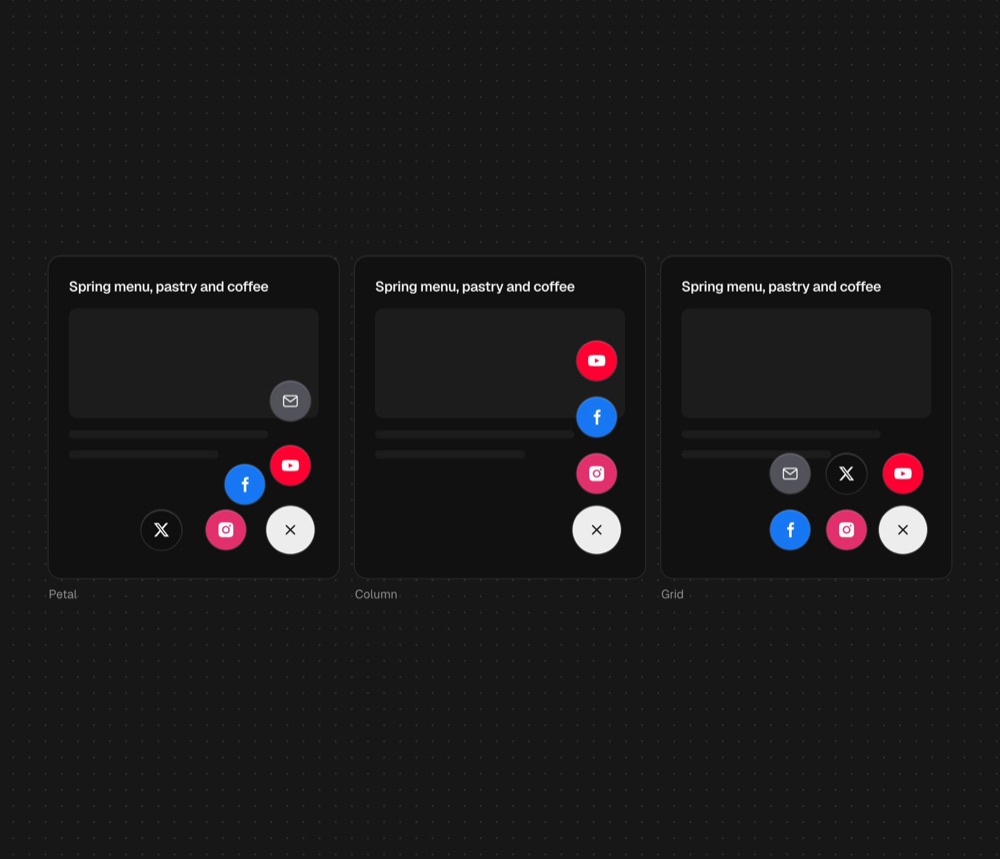 Spring menu, pastry and coffee
Spring menu, pastry and coffee
Spring menu, pastry and coffee
Petal
Column
Grid